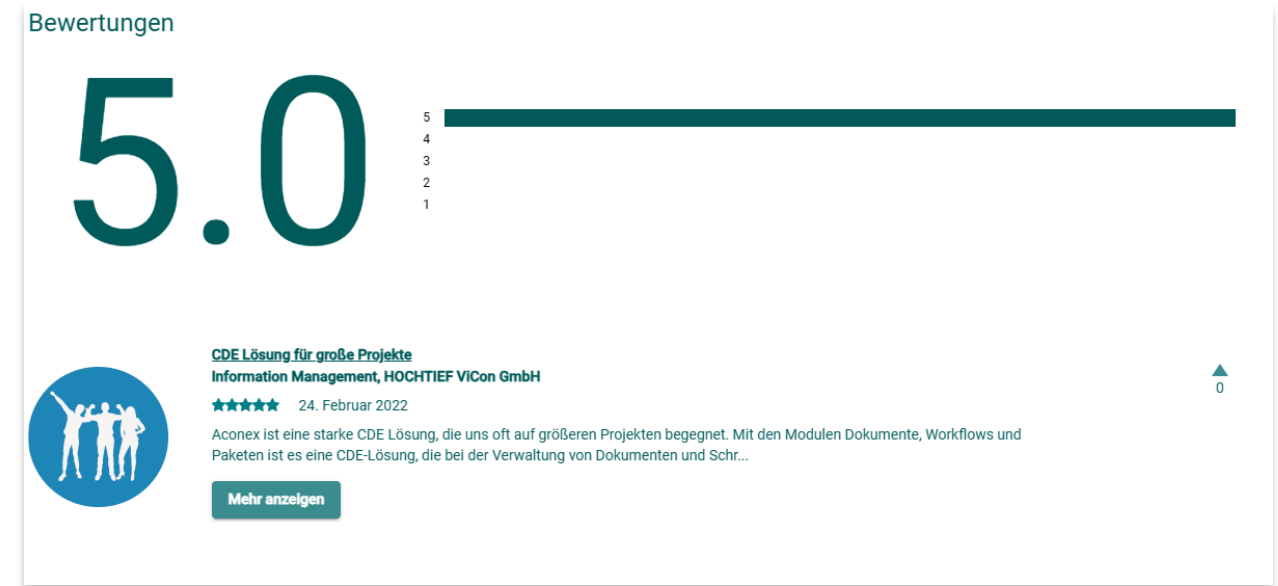 Bewertungen
5.0
5
4
3
2
1
CDE Lösung für große Projekte
Information Management, HOCHTIEF ViCon GmbH
24. Februar 2022
0
Aconex ist eine starke CDE Lösung, die uns oft auf größeren Projekten begegnet. Mit den Modulen Dokumente, Workflows und
Paketen ist es eine CDE-Lösung, die bei der Verwaltung von Dokumenten und Schr...
Mehr anzeigen